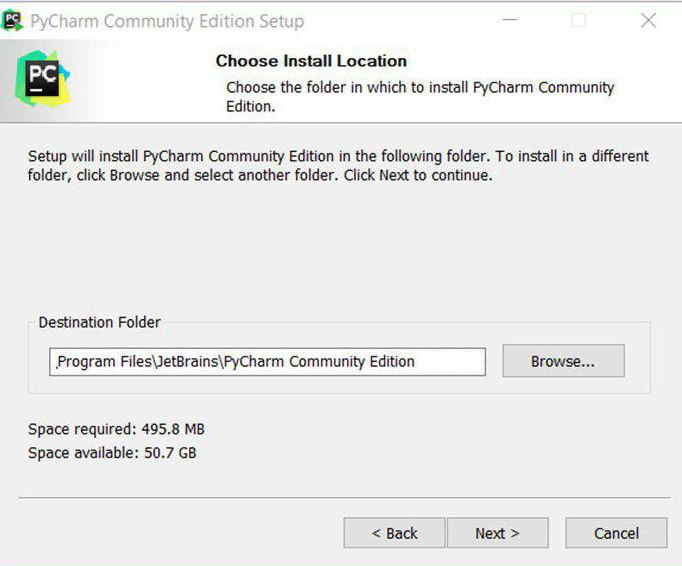 PC PyCharm Community Edition Setup
PC
Choose Install Location
Choose the folder in which to install PyCharm Community
Edition.
Setup will install PyCharm Community Edition in the following folder. To install in a different
folder, click Browse and select another folder. Click Next to continue.
Destination Folder
Program Files\JetBrains\PyCharm Community Edition
Browse...
Space required: 495.8 MB
Space available: 50.7 GB
< Back
Next >
Cancel